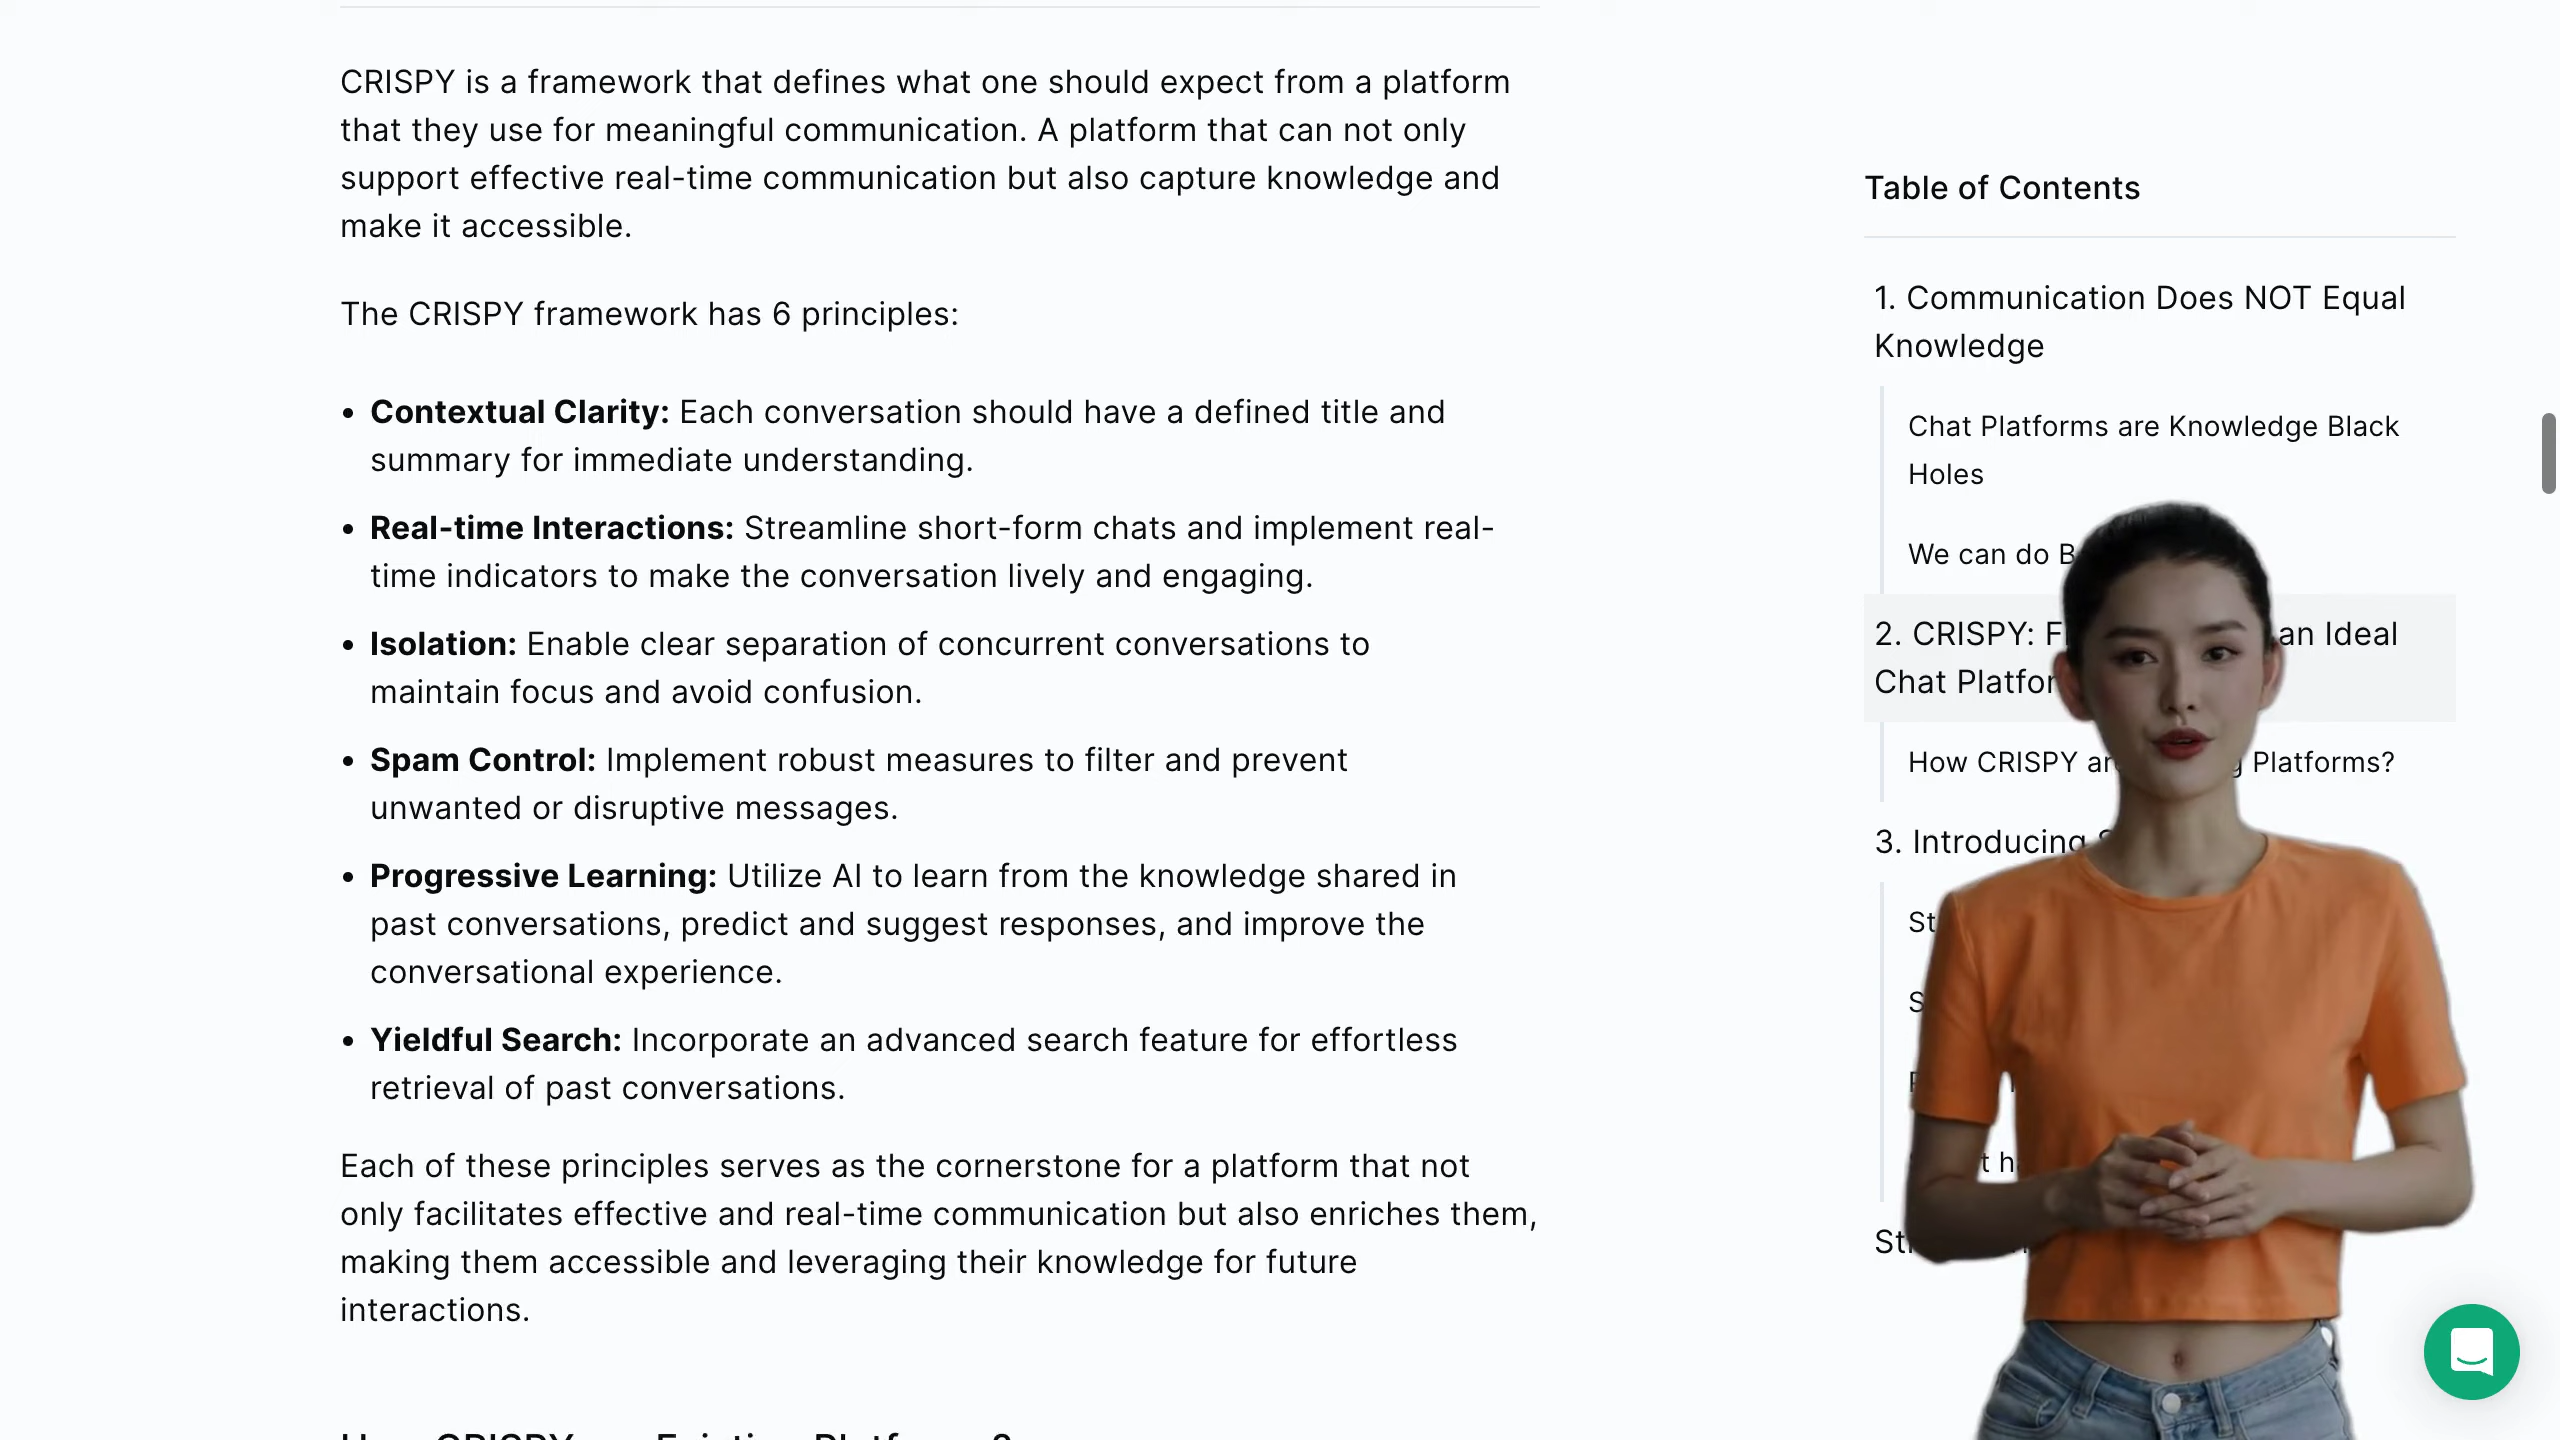 CRISPY is a framework that defines what one should expect from a platform
that they use for meaningful communication. A platform that can not only
support effective real-time communication but also capture knowledge and
make it accessible.
The CRISPY framework has 6 principles:
• Contextual Clarity: Each conversation should have a defined title and
summary for immediate understanding.
• Real-time Interactions: Streamline short-form chats and implement real-
time indicators to make the conversation lively and engaging.
• Isolation: Enable clear separation of concurrent conversations to
maintain focus and avoid confusion.
• Spam Control: Implement robust measures to filter and prevent
unwanted or disruptive messages.
• Progressive Learning: Utilize AI to learn from the knowledge shared in
past conversations, predict and suggest responses, and improve the
conversational experience.
• Yieldful Search: Incorporate an advanced search feature for effortless
retrieval of past conversations.
Each of these principles serves as the cornerstone for a platform that not
only facilitates effective and real-time communication but also enriches them,
making them accessible and leveraging their knowledge for future
interactions.
Table of Contents
1. Communication Does NOT Equal
Knowledge
Chat Platforms are Knowledge Black
Holes
We can do
2. CRISPY: an Ideal
Chat
How CRISPY Platforms?
3. Introducing